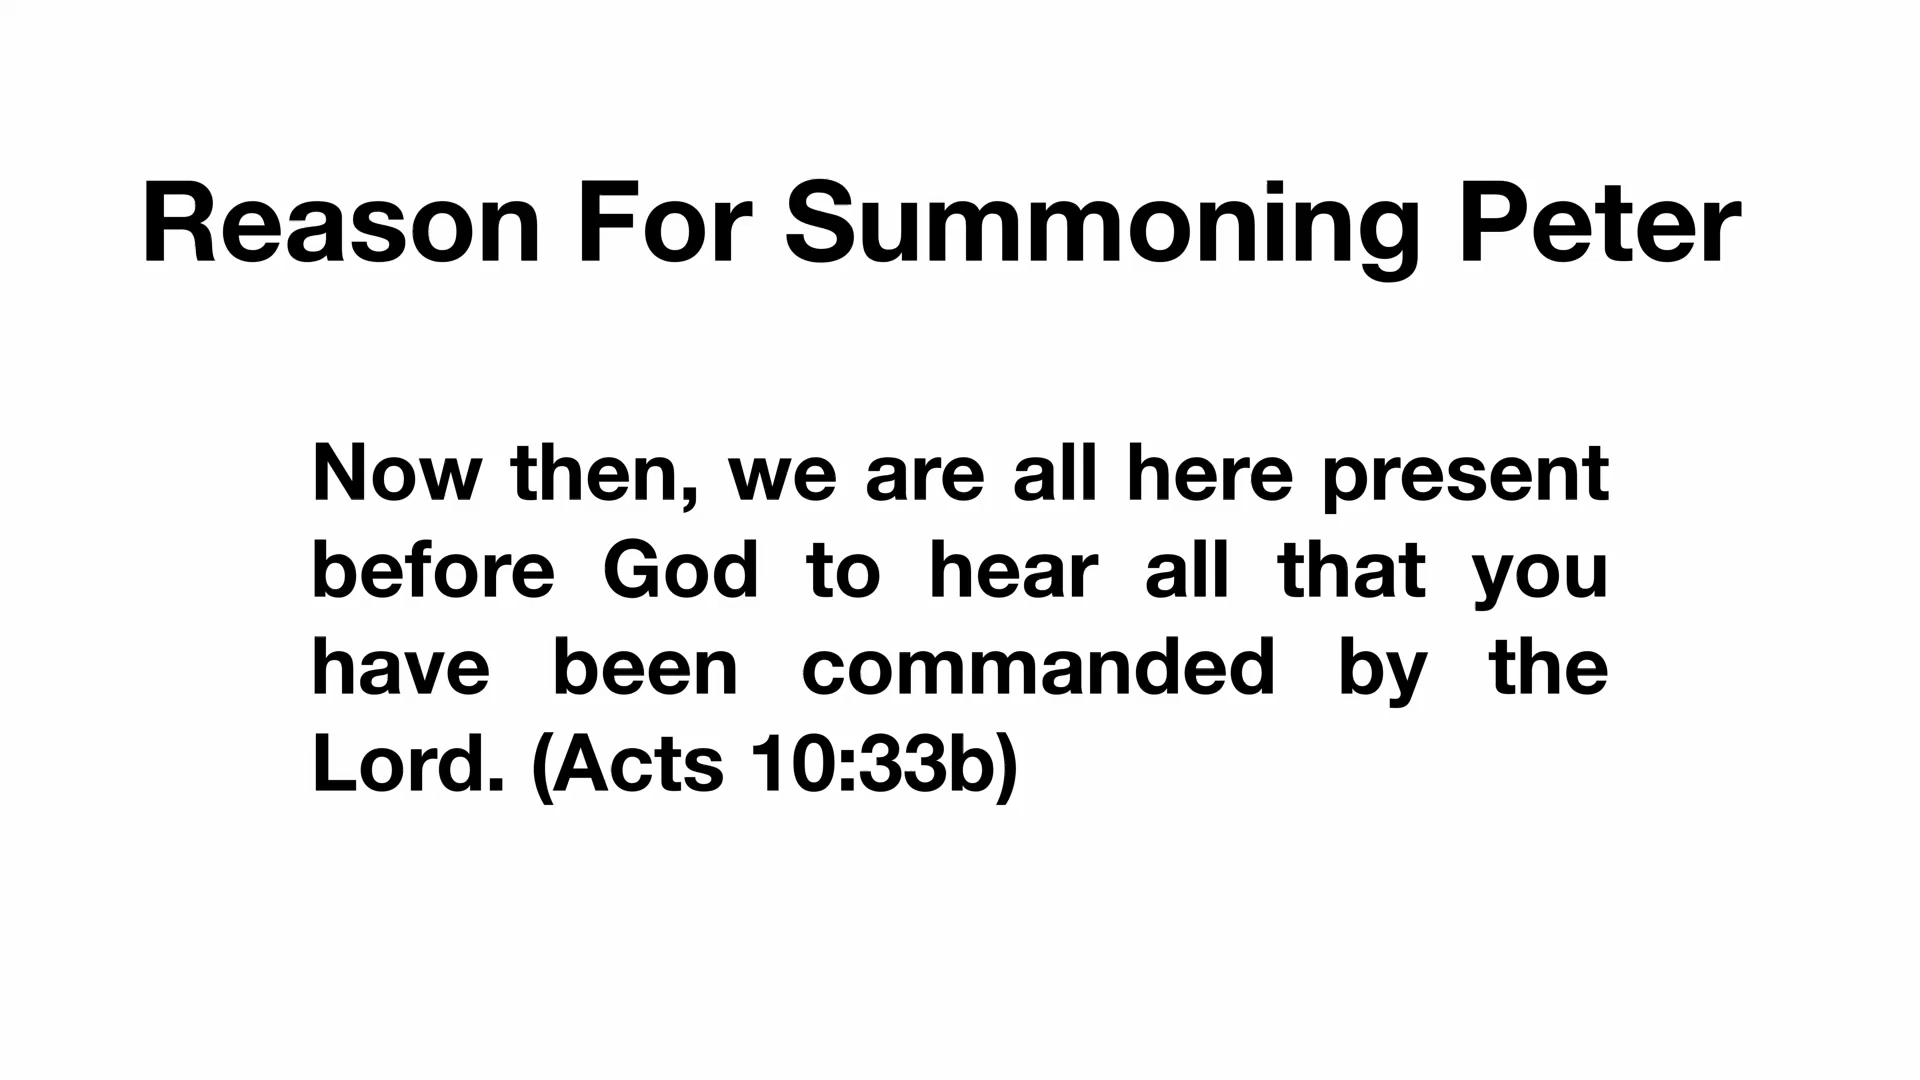 Reason For Summoning Peter
Now then, we are all here present
before God to hear all that you
have been commanded by the
Lord. (Acts 10:33b)